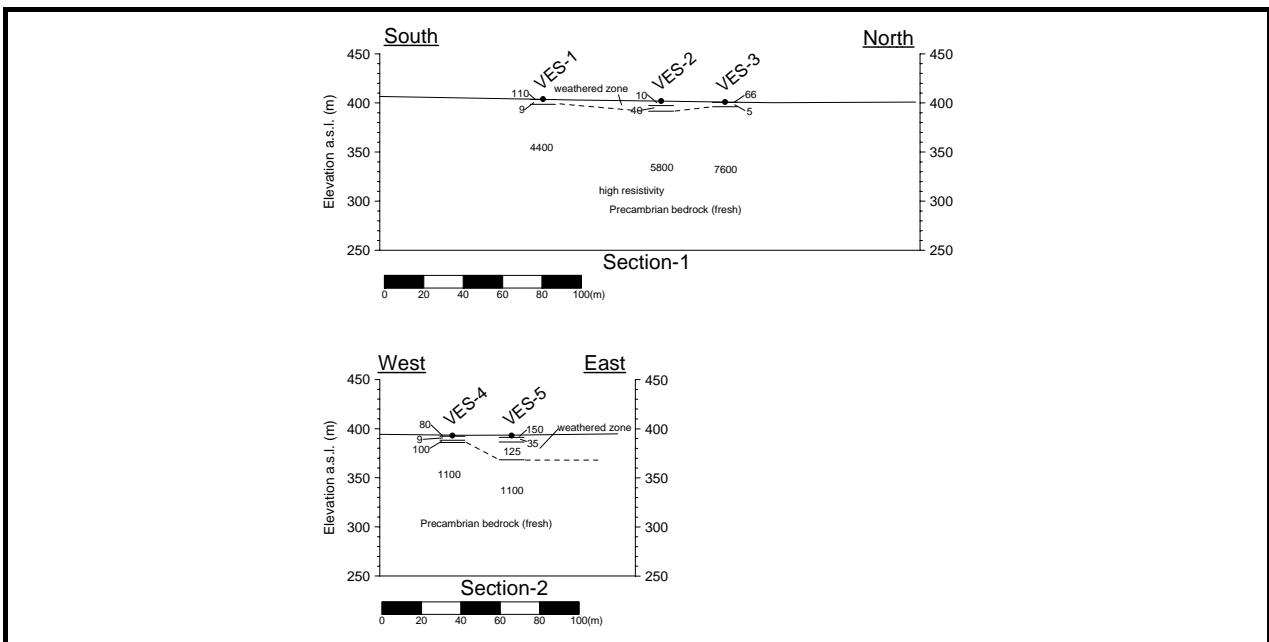 South
North
450
400
350
300
250
Elevation a.s.l. (m)
VES-1
VES-2
VES-3
110
9
weathered zone
10
40
66
5
4400
5800
7600
high resistivity
Precambrian bedrock (fresh)
450
400
350
300
250
Section-1
0 20 40 60 80 100(m)
West
East
450
400
350
300
250
Elevation a.s.l. (m)
VES-4
VES-5
80
9
100
150
35
weathered zone
125
1100
1100
Precambrian bedrock (fresh)
450
400
350
300
250
Section-2
0 20 40 60 80 100(m)